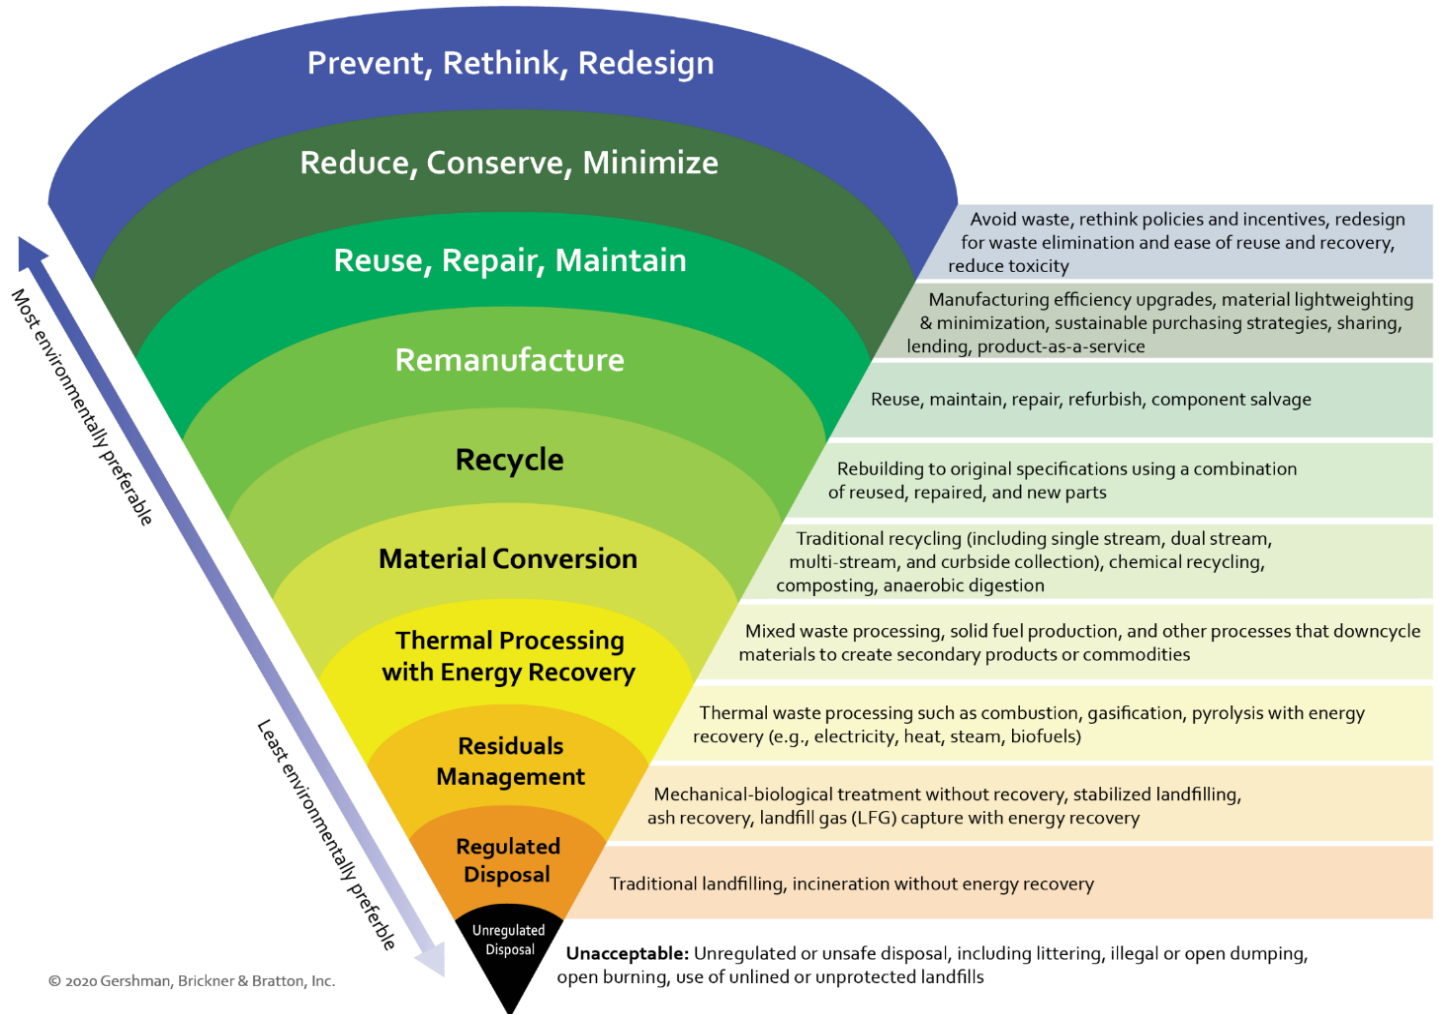 Prevent, Rethink, Redesign
Reduce, Conserve, Minimize
Reuse, Repair, Maintain
Remanufacture
Recycle
Material Conversion
Thermal Processing
with Energy Recovery
Residuals
Management
Regulated
Disposal
Unregulated
Disposal
Avoid waste, rethink policies and incentives, redesign
for waste elimination and ease of reuse and recovery,
reduce toxicity
Manufacturing efficiency upgrades, material lightweighting
& minimization, sustainable purchasing strategies, sharing,
lending, product-as-a-service
Reuse, maintain, repair, refurbish, component salvage
Rebuilding to original specifications using a combination
of reused, repaired, and new parts
Traditional recycling (including single stream, dual stream,
multi-stream, and curbside collection), chemical recycling,
composting, anaerobic digestion
Mixed waste processing, solid fuel production, and other processes that downcycle
materials to create secondary products or commodities
Thermal waste processing such as combustion, gasification, pyrolysis with energy
recovery (e.g., electricity, heat, steam, biofuels)
Mechanical-biological treatment without recovery, stabilized landfilling,
ash recovery, landfill gas (LFG) capture with energy recovery
Traditional landfilling, incineration without energy recovery
Unacceptable: Unregulated or unsafe disposal, including littering, illegal or open dumping,
open burning, use of unlined or unprotected landfills
Most environmentally preferable
Least environmentally preferble
© 2020 Gershman, Brickner & Bratton, Inc.